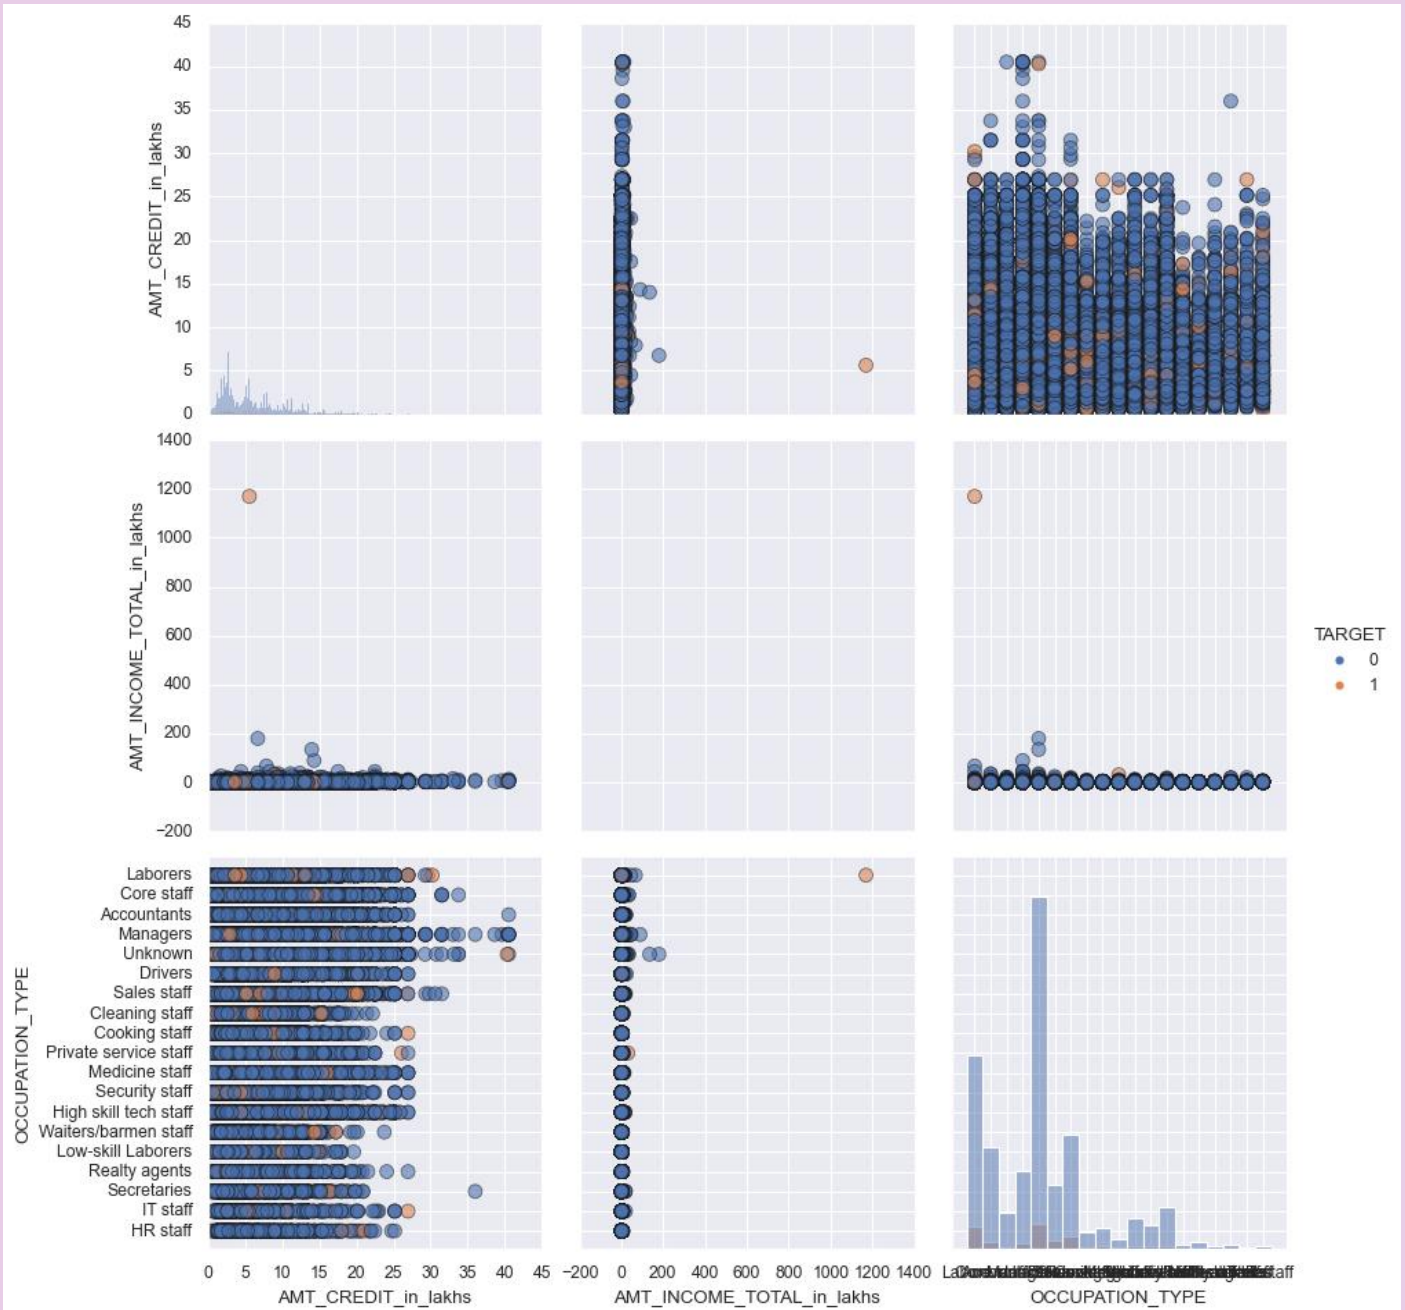 45
40
35
30
25
20
15
10
5
0
AMT_CREDIT_in_lakhs
1400
1200
1000
800
600
400
200
0
−200
AMT_INCOME_TOTAL_in_lakhs
TARGET
0
1
Laborers
Core staff
Accountants
Managers
Unknown
Drivers
Sales staff
Cleaning staff
Cooking staff
Private service staff
Medicine staff
Security staff
High skill tech staff
Waiters/barmen staff
Low-skill Laborers
Realty agents
Secretaries
IT staff
HR staff
OCCUPATION_TYPE
0 5 10 15 20 25 30 35 40 45
AMT_CREDIT_in_lakhs
−200 0 200 400 600 800 1000 1200 1400
AMT_INCOME_TOTAL_in_lakhs
OCCUPATION_TYPE